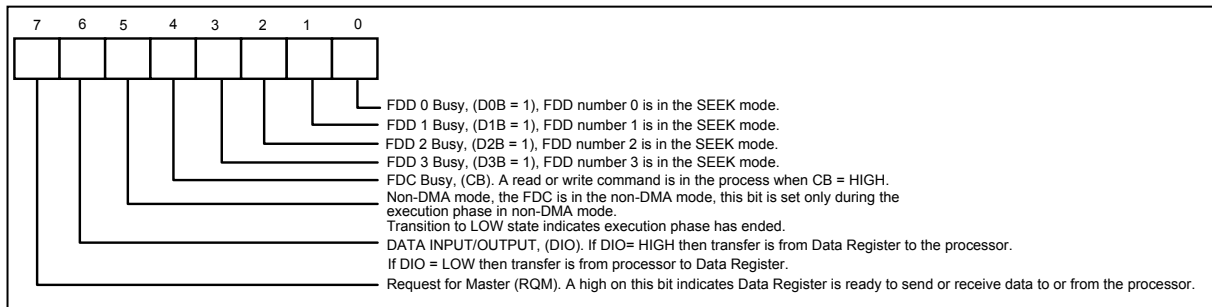 7 6 5 4 3 2 1 0
FDD 0 Busy, (D0B = 1), FDD number 0 is in the SEEK mode.
FDD 1 Busy, (D1B = 1), FDD number 1 is in the SEEK mode.
FDD 2 Busy, (D2B = 1), FDD number 2 is in the SEEK mode.
FDD 3 Busy, (D3B = 1), FDD number 3 is in the SEEK mode.
FDC Busy, (CB). A read or write command is in the process when CB = HIGH.
Non-DMA mode, the FDC is in the non-DMA mode, this bit is set only during the
execution phase in non-DMA mode.
Transition to LOW state indicates execution phase has ended.
DATA INPUT/OUTPUT, (DIO). If DIO= HIGH then transfer is from Data Register to the processor.
If DIO = LOW then transfer is from processor to Data Register.
Request for Master (RQM). A high on this bit indicates Data Register is ready to send or receive data to or from the processor.